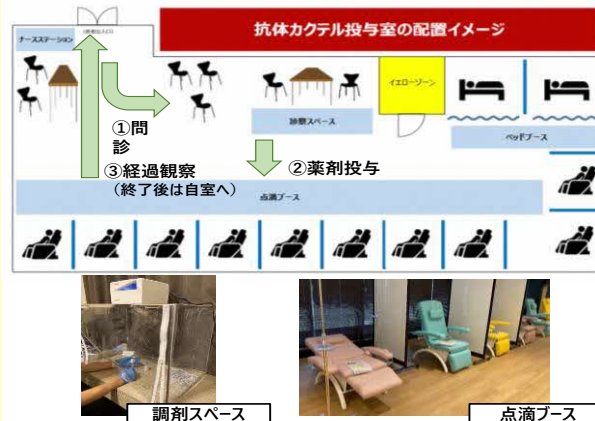 抗体カクテル投与室の配置イメージ
ナースステーション
イエローゾーン
診察スペース
ベッドブース
①問
診
②薬剤投与
③経過観察
（終了後は自室へ）
点滴ブース
調剤スペース
点滴ブース